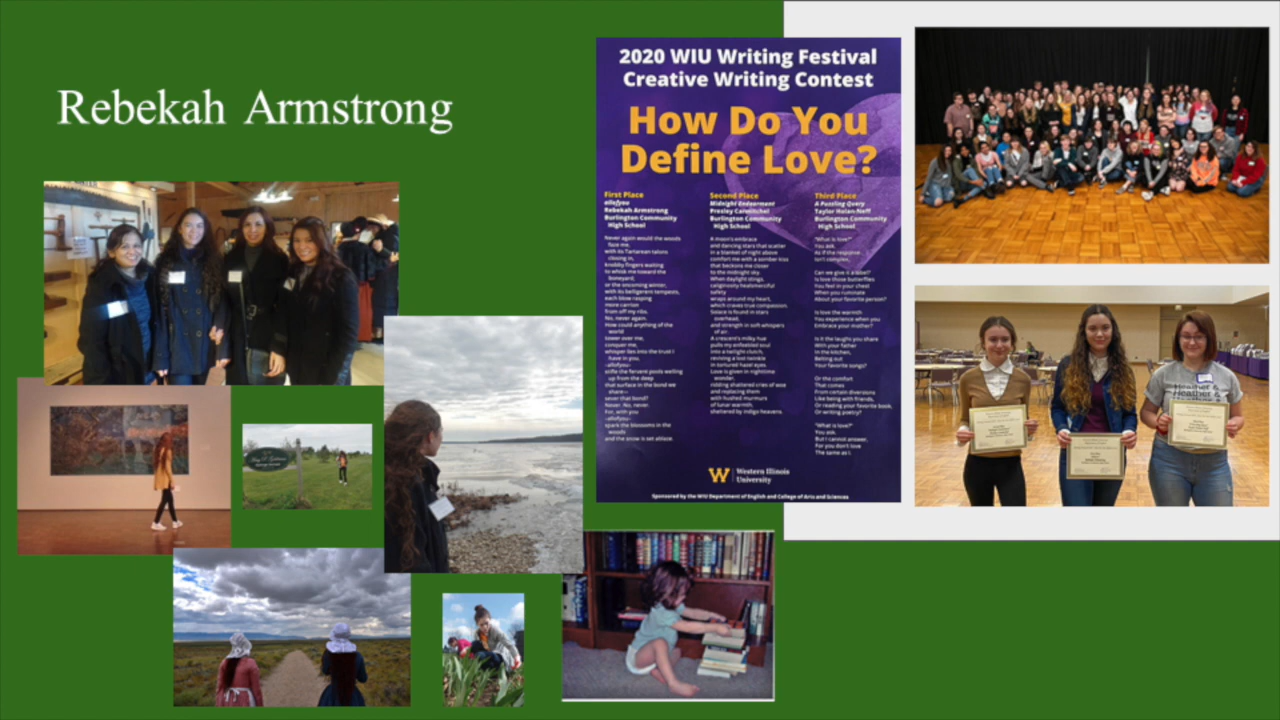 Rebekah Armstrong
2020 WIU Writing Festival
Creative Writing Contest
How Do You
Define Love?
First Place
allofyou
Rebekah Armstrong
Burlington Community
High School
Never again would the woods
face me,
with its Tartarean talons
closing in,
knobby fingers waiting
to whisk me toward the
boneyard,
or the oncoming winter,
with its belligerent tempests,
each blow rasping
more carrion
from off my ribs.
No, never again.
How could anything of the
world
tower over me,
conquer me,
whisper lies into the trust I
have in you,
-allofyou-
stifle the fervent pools welling
up from the deep
that surface in the bond we
share—
sever that bond?
Never. No, never.
For, with you
-allofyou-
spark the blossoms in the
woods
and the snow is set ablaze.
Second Place
Midnight Endearment
Presley
Burlington Community
High School
A moon's embrace
and dancing stars that scatter
in a blanket of night above
comfort me with a somber kiss
that beckons me closer
to the midnight sky.
When daylight stings,
caliginosity
safety
wraps around my heart,
which craves true compassion.
Solace is found in stars
overhead,
and strength in soft whispers
of air.
A crescent's milky hue
pulls my enfeebled soul
into a twilight clutch,
reviving a lost twinkle
in tortured hazel eyes.
Love is given in nighttime
wonder,
ridding shattered cries of woe
and replacing them
with hushed murmurs
of lunar warmth,
sheltered by indigo heavens.
Third Place
A Puzzling Query
Taylor Nolan-Neff
Burlington Community
High School
"What is love?"
You ask,
As if the response
Isn't complex.
Can we give it a label?
Is love those butterflies
You feel in your chest
When you ruminate
About your favorite person?
Is love the warmth
You experience when you
Embrace your mother?
Is it the laughs you share
With your father
In the kitchen,
Belting out
Your favorite songs?
Or the comfort
That comes
From certain diversions
Like being with friends,
Or reading your favorite book,
Or writing poetry?
"What is love?"
You ask.
But I cannot answer,
For you don't love
The same as I.
W Western Illinois
University
Sponsored by the WIU Department of English and College of Arts and Sciences
Heather &
Heather &